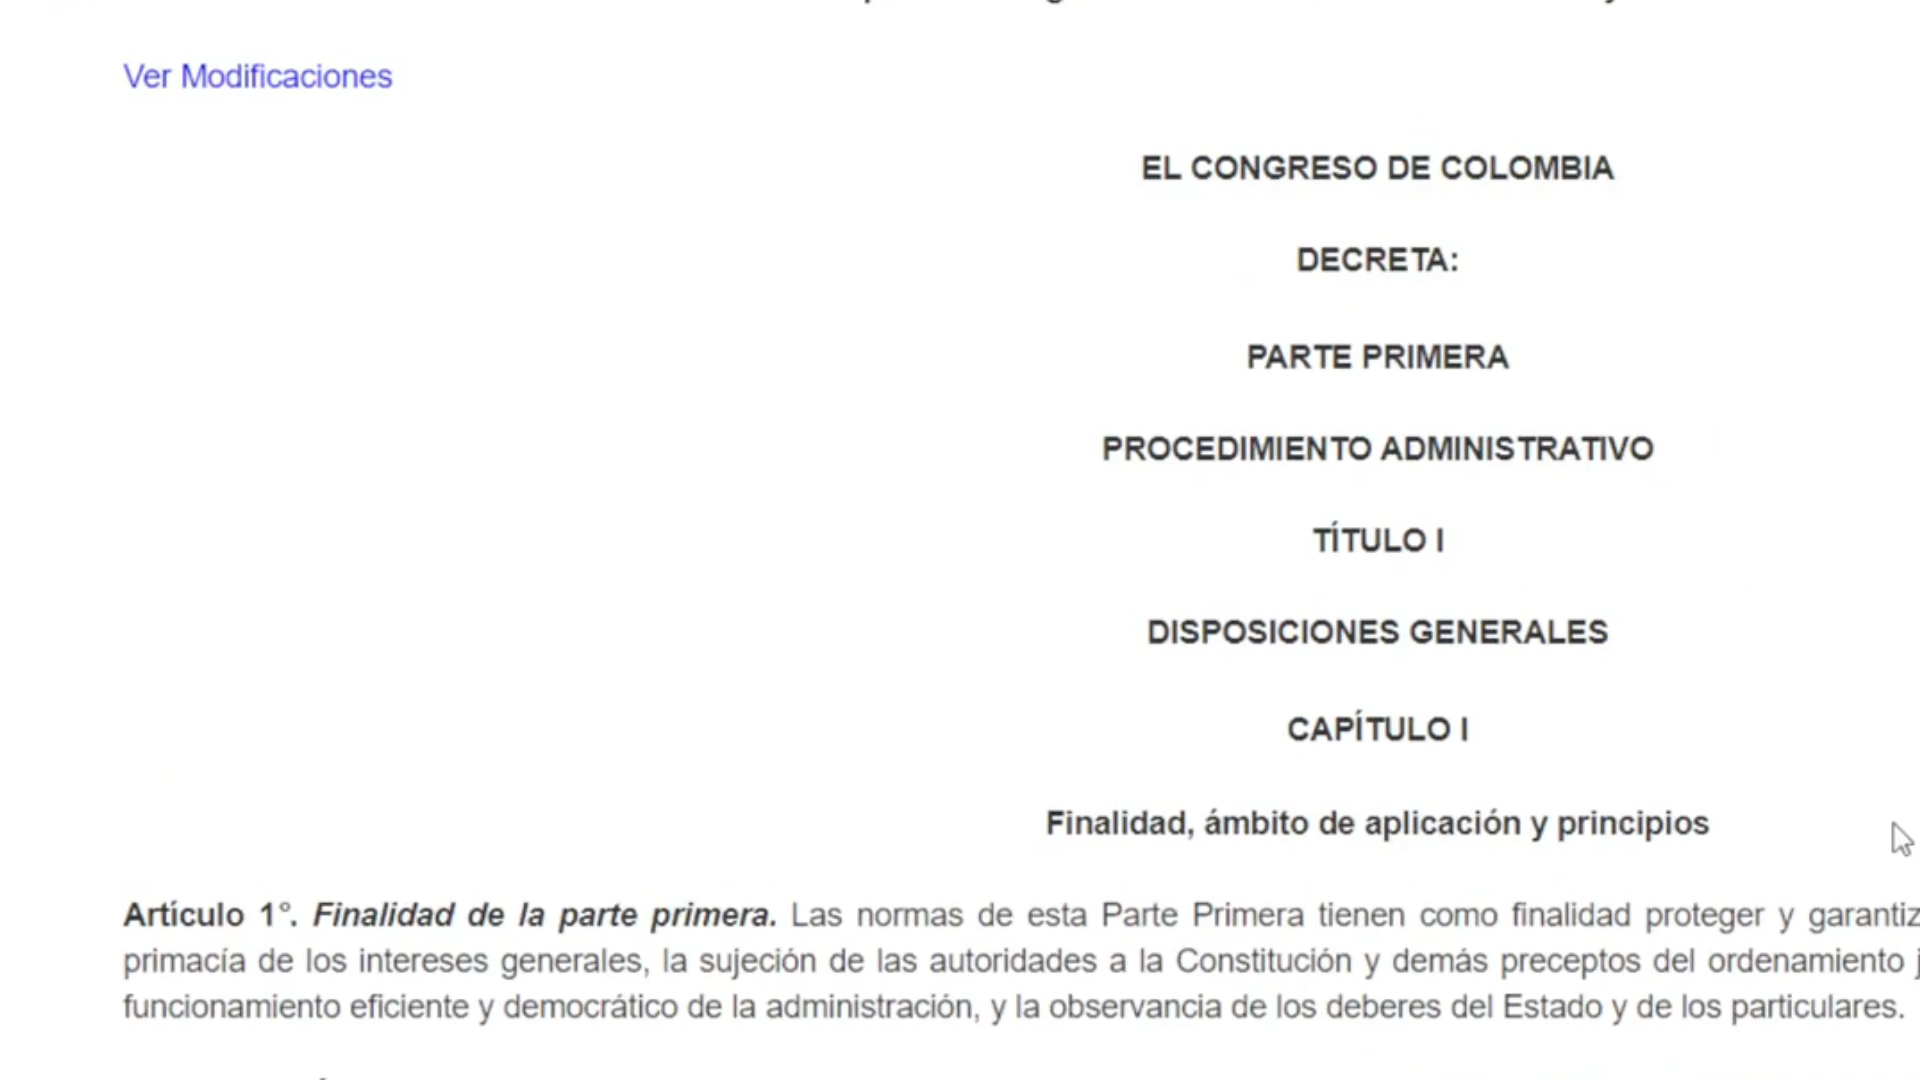 Ver Modificaciones
EL CONGRESO DE COLOMBIA
DECRETA:
PARTE PRIMERA
PROCEDIMIENTO ADMINISTRATIVO
TÍTULO I
DISPOSICIONES GENERALES
CAPÍTULO I
Finalidad, ámbito de aplicación y principios
Artículo 1°. Finalidad de la parte primera. Las normas de esta Parte Primera tienen como finalidad proteger y garantiz
primacía de los intereses generales, la sujeción de las autoridades a la Constitución y demás preceptos del ordenamiento j
funcionamiento eficiente y democrático de la administración, y la observancia de los deberes del Estado y de los particulares.